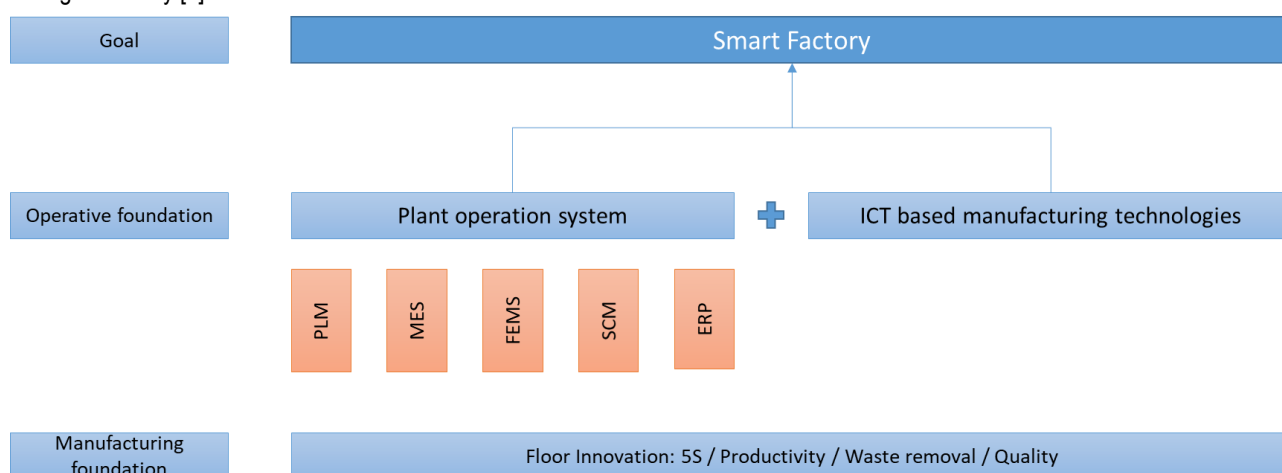 Goal
Smart Factory
Operative foundation
Plant operation system
ICT based manufacturing technologies
PLM
MES
FEMS
SCM
ERP
Manufacturing
foundation
Floor Innovation: 5S / Productivity / Waste removal / Quality